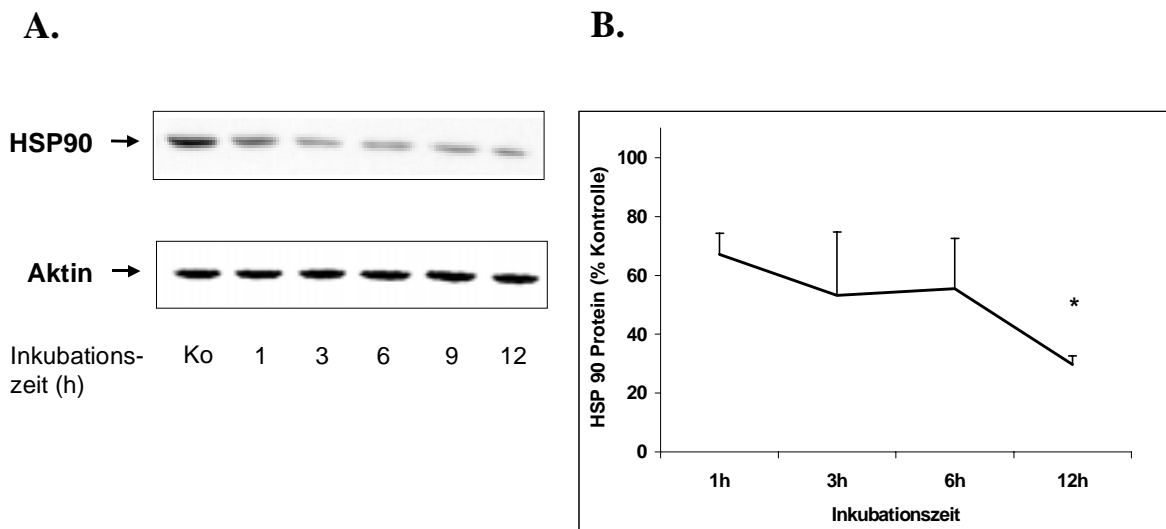 A.
HSP90
Aktin
Inkubations-
zeit (h)
Ko 1 3 6 9 12
B.
HSP 90 Protein (% Kontrolle)
100
80
60
40
20
0
*
1h 3h 6h 12h
Inkubationszeit